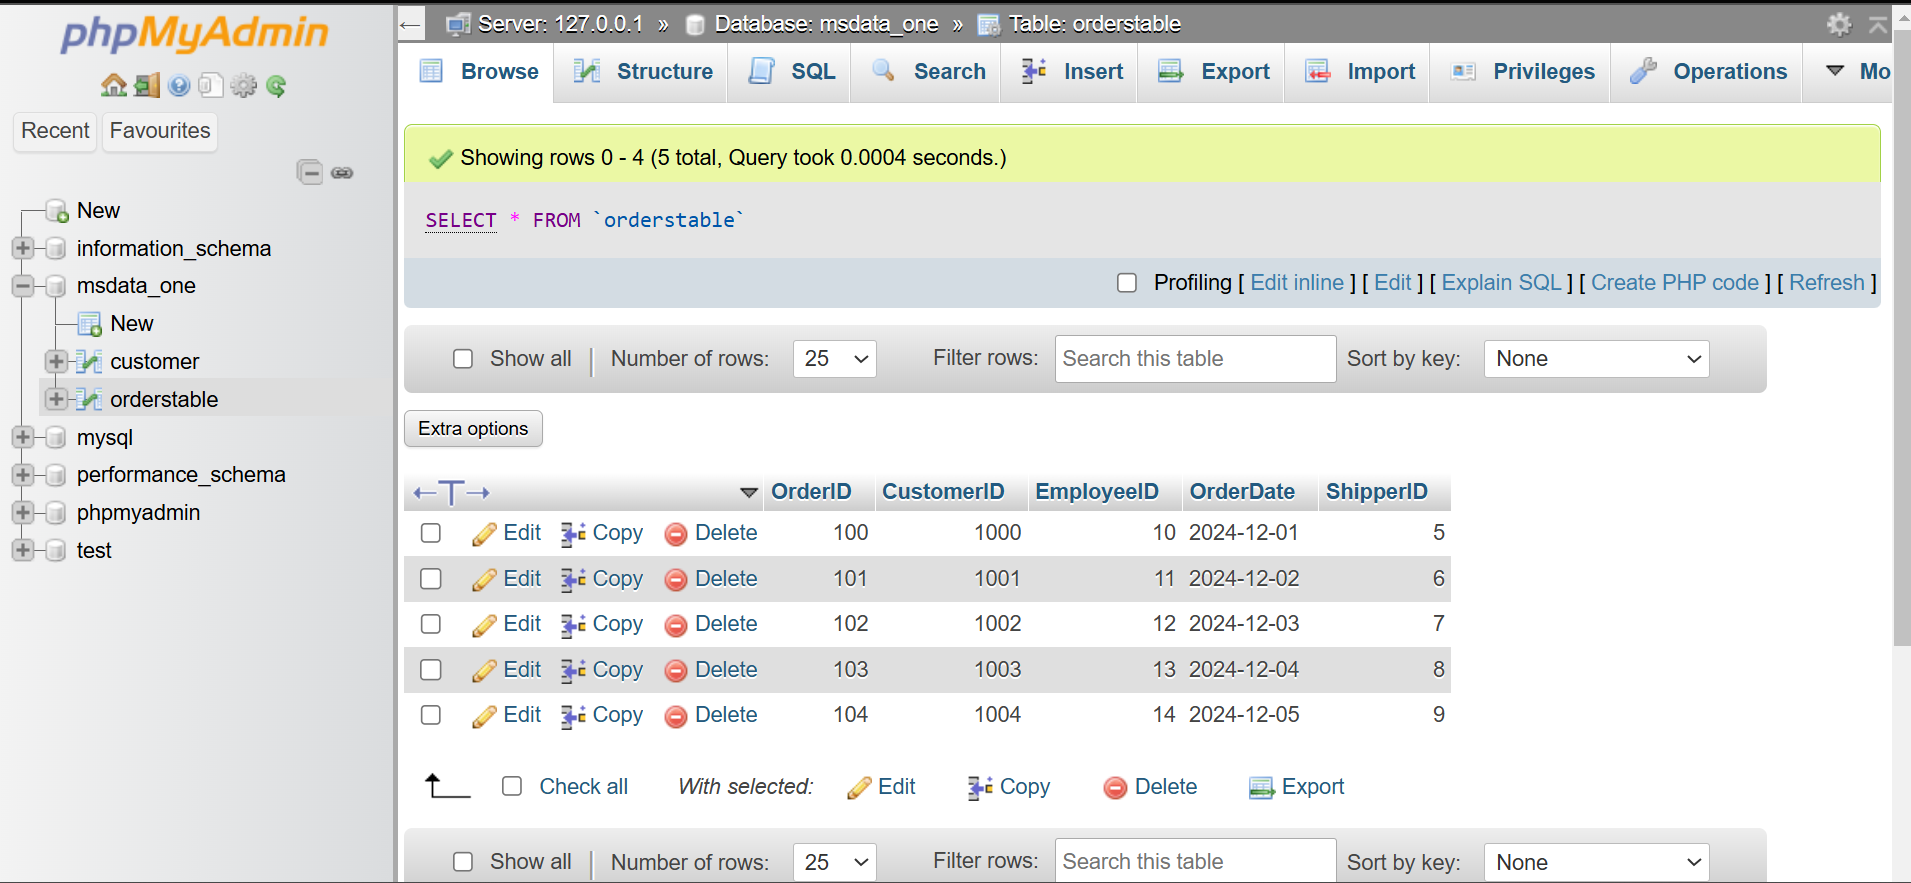 phpMyAdmin
Recent Favourites
New
information_schema
msdata_one
New
customer
orderstable
mysql
performance_schema
phpmyadmin
test
Server: 127.0.0.1 » Database: msdata_one » Table: orderstable
Browse Structure SQL Search Insert Export Import Privileges Operations Mo
Showing rows 0 - 4 (5 total, Query took 0.0004 seconds.)
SELECT * FROM `orderstable`
Profiling [ Edit inline ] [ Edit ] [ Explain SQL ] [ Create PHP code ] [ Refresh ]
Show all | Number of rows: 25 Filter rows: Search this table Sort by key: None
Extra options
←T→ OrderID CustomerID EmployeeID OrderDate ShipperID
Edit Copy Delete 100 1000 10 2024-12-01 5
Edit Copy Delete 101 1001 11 2024-12-02 6
Edit Copy Delete 102 1002 12 2024-12-03 7
Edit Copy Delete 103 1003 13 2024-12-04 8
Edit Copy Delete 104 1004 14 2024-12-05 9
Check all With selected: Edit Copy Delete Export
Show all | Number of rows: 25 Filter rows: Search this table Sort by key: None